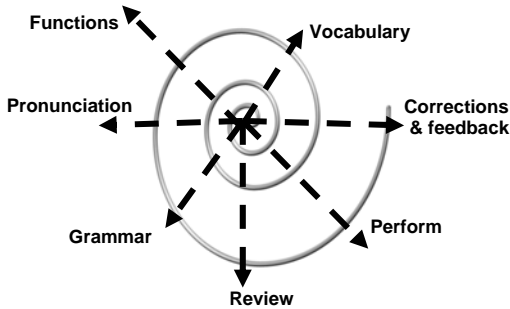 Functions
Vocabulary
Pronunciation
Corrections
& feedback
Grammar
Perform
Review